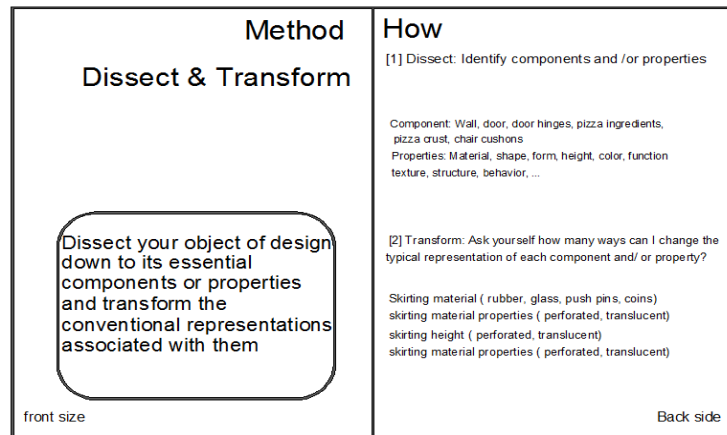 Method
Dissect & Transform
Dissect your object of design
down to its essential
components or properties
and transform the
conventional representations
associated with them
front size
How
[1] Dissect: Identify components and /or properties
Component: Wall, door, door hinges, pizza ingredients,
pizza crust, chair cushons
Properties: Material, shape, form, height, color, function
texture, structure, behavior, ...
[2] Transform: Ask yourself how many ways can I change the
typical representation of each component and/ or property?
Skirting material ( rubber, glass, push pins, coins)
skirting material properties ( perforated, translucent)
skirting height ( perforated, translucent)
skirting material properties ( perforated, translucent)
Back side